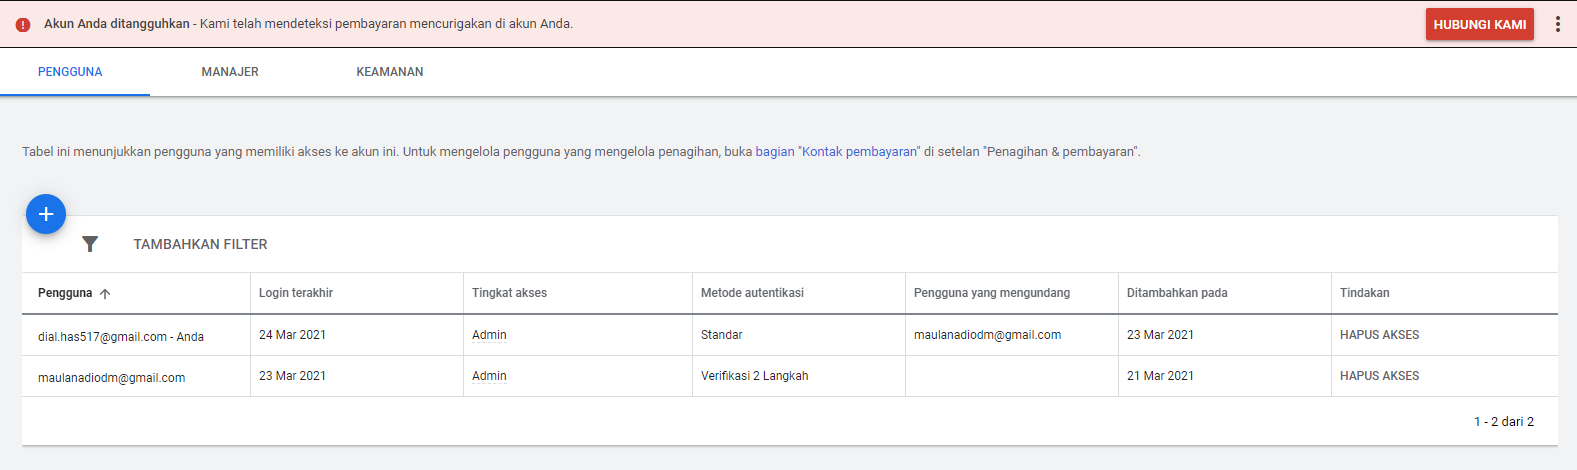 Akun Anda ditangguhkan - Kami telah mendeteksi pembayaran mencurigakan di akun Anda. HUBUNGI KAMI
PENGGUNA MANAJER KEAMANAN
Tabel ini menunjukkan pengguna yang memiliki akses ke akun ini. Untuk mengelola pengguna yang mengelola penagihan, buka bagian "Kontak pembayaran" di setelan "Penagihan & pembayaran".
TAMBAHKAN FILTER
Pengguna Login terakhir Tingkat akses Metode autentikasi Pengguna yang mengundang Ditambahkan pada Tindakan
dial.has517@gmail.com - Anda 24 Mar 2021 Admin Standar maulanadiodm@gmail.com 23 Mar 2021 HAPUS AKSES
maulanadiodm@gmail.com 23 Mar 2021 Admin Verifikasi 2 Langkah 21 Mar 2021 HAPUS AKSES
1 - 2 dari 2